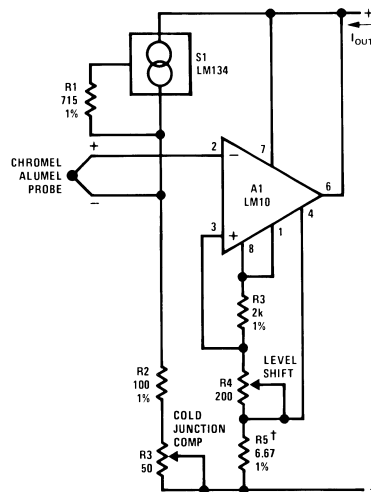 +
IOUT
S1
LM134
R1
715
1%
+
CHROMEL
ALUMEL
PROBE
−
2
−
7
A1
LM10
6
4
3
+
8
1
R3
2k
1%
LEVEL
SHIFT
R4
200
R2
100
1%
COLD
JUNCTION
COMP
R3
50
R5†
6.67
1%
−